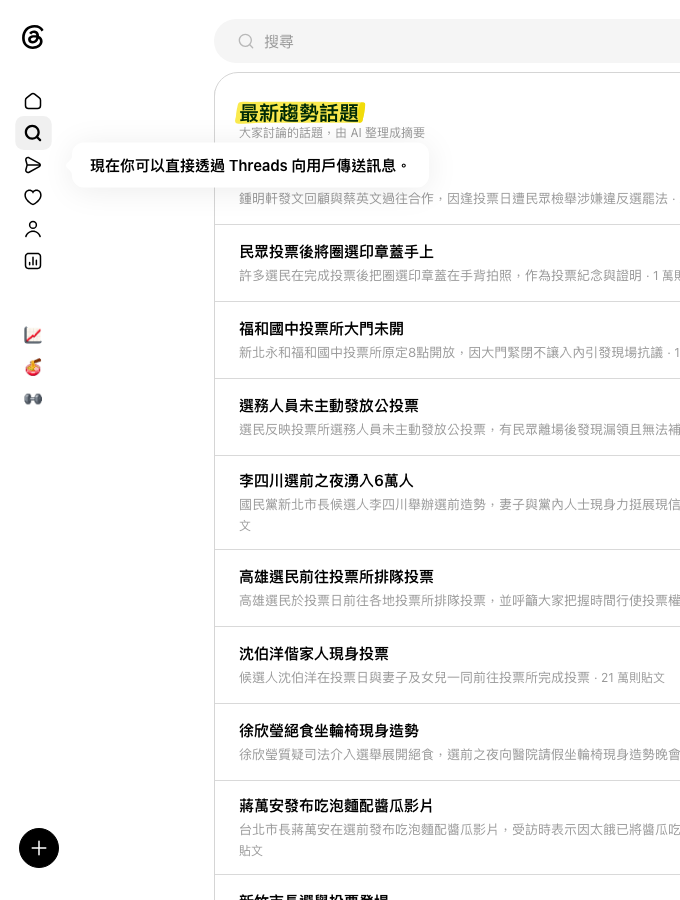 搜尋
最新趨勢話題
大家討論的話題，由 AI 整理成摘要
現在你可以直接透過 Threads 向用戶傳送訊息。
鍾明軒發文回顧與蔡英文過往合作，因逢投票日遭民眾檢舉涉嫌違反選罷法 ·
民眾投票後將圈選印章蓋手上
許多選民在完成投票後把圈選印章蓋在手背拍照，作為投票紀念與證明 · 1 萬則
福和國中投票所大門未開
新北永和福和國中投票所原定8點開放，因大門緊閉不讓入內引發現場抗議 · 1
選務人員未主動發放公投票
選民反映投票所選務人員未主動發放公投票，有民眾離場後發現漏領且無法補
李四川選前之夜湧入6萬人
國民黨新北市長候選人李四川舉辦選前造勢，妻子與黨內人士現身力挺展現信
文
高雄選民前往投票所排隊投票
高雄選民於投票日前往各地投票所排隊投票，並呼籲大家把握時間行使投票權
沈伯洋偕家人現身投票
候選人沈伯洋在投票日與妻子及女兒一同前往投票所完成投票 · 21 萬則貼文
徐欣瑩絕食坐輪椅現身造勢
徐欣瑩質疑司法介入選舉展開絕食，選前之夜向醫院請假坐輪椅現身造勢晚會
蔣萬安發布吃泡麵配醬瓜影片
台北市長蔣萬安在選前發布吃泡麵配醬瓜影片，受訪時表示因太餓已將醬瓜吃
貼文
新竹市長選舉投票登場